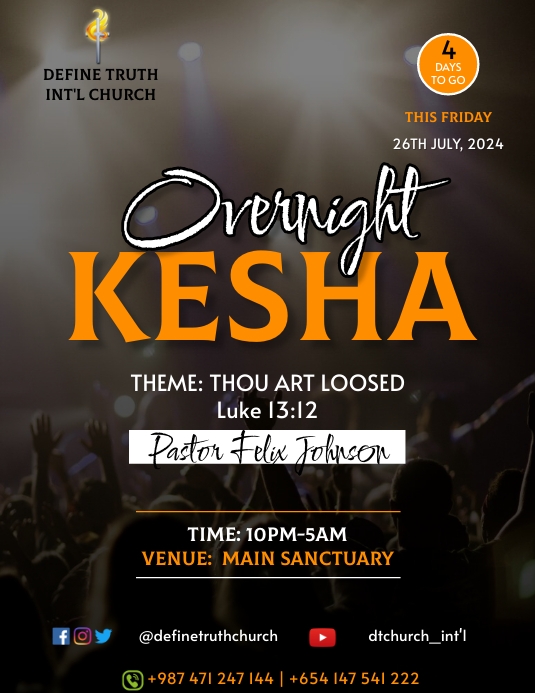 DEFINE TRUTH
INT'L CHURCH
4
DAYS
TO GO
THIS FRIDAY
26TH JULY, 2024
Overnight
KESHA
THEME: THOU ART LOOSED
Luke 13:12
Pastor Felix Johnson
TIME: 10PM-5AM
VENUE: MAIN SANCTUARY
@definetruthchurch dtchurch_int'l
+987 471 247 144 | +654 147 541 222